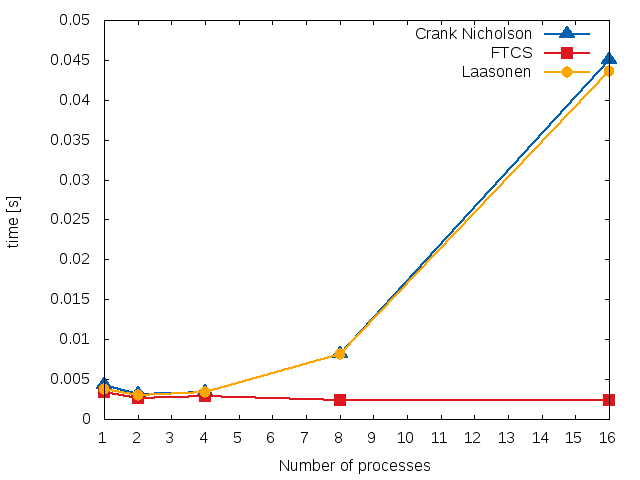 0.05
0.045
0.04
0.035
0.03
0.025
0.02
0.015
0.01
0.005
0
time [s]
Crank Nicholson
FTCS
Laasonen
1 2 3 4 5 6 7 8 9 10 11 12 13 14 15 16
Number of processes